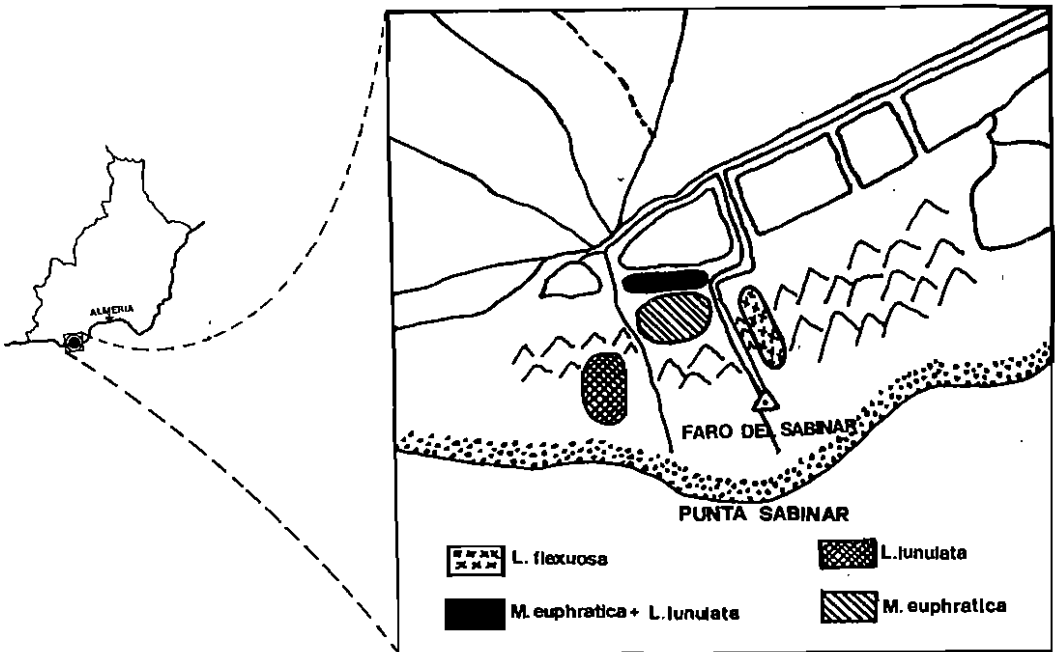 ALMERIA
FARO DEL SABINAR
PUNTA SABINAR
L. flexuosa
L. lunulata
M. euphratica + L. lunulata
M. euphratica